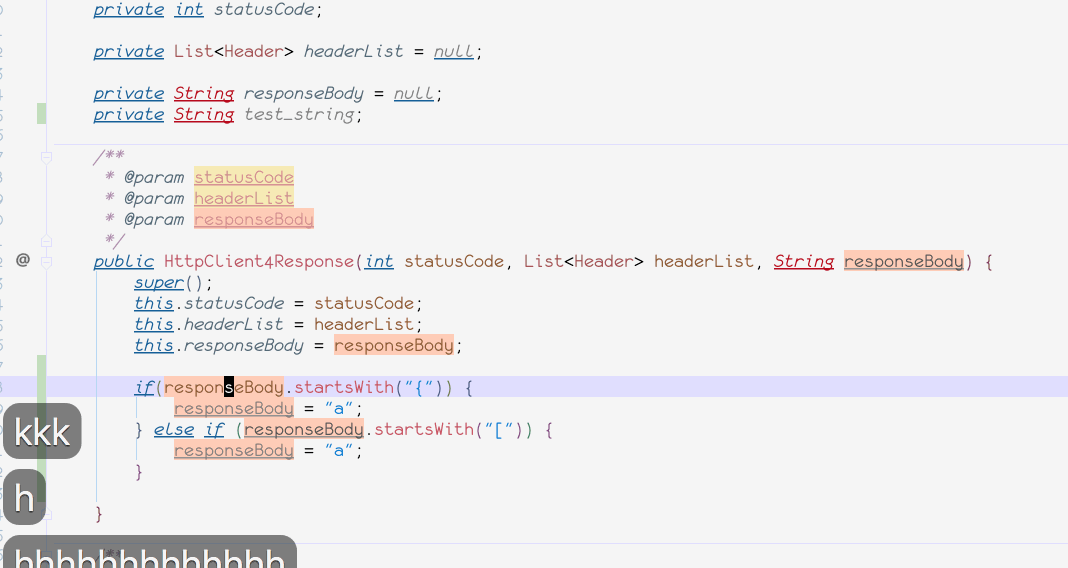 private int statusCode;
private List<Header> headerList = null;
private String responseBody = null;
private String test_string;
/**
* @param statusCode
* @param headerList
* @param responseBody
*/
@ public HttpClient4Response(int statusCode, List<Header> headerList, String responseBody) {
super();
this.statusCode = statusCode;
this.headerList = headerList;
this.responseBody = responseBody;
if(responseBody.startsWith("{")) {
responseBody = "a";
} else if (responseBody.startsWith("[")) {
responseBody = "a";
}
}
kkk
h
hhhhhhhhhhhhh